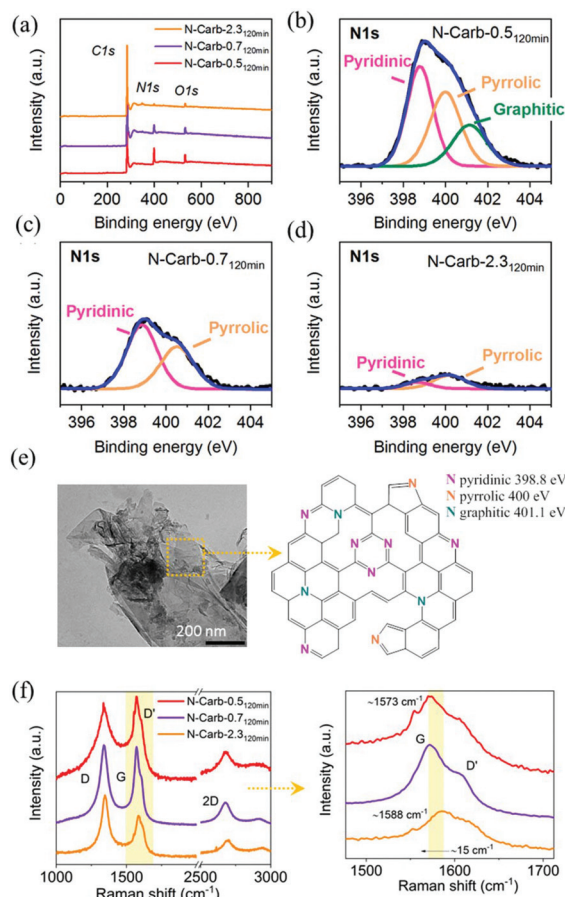 (a)
Intensity (a.u.)
C1s
N1s
O1s
N-Carb-2.3120min
N-Carb-0.7120min
N-Carb-0.5120min
0 200 400 600 800
Binding energy (eV)
(b)
Intensity (a.u.)
N1s
N-Carb-0.5120min
Pyridinic
Pyrrolic
Graphitic
396 398 400 402 404
Binding energy (eV)
(c)
Intensity (a.u.)
N1s
N-Carb-0.7120min
Pyridinic
Pyrrolic
396 398 400 402 404
Binding energy (eV)
(d)
Intensity (a.u.)
N1s
N-Carb-2.3120min
Pyridinic
Pyrrolic
396 398 400 402 404
Binding energy (eV)
(e)
200 nm
N pyridinic 398.8 eV
N pyrrolic 400 eV
N graphitic 401.1 eV
N
N
N
N
N
N N
N
N
N
N
N
(f)
Intensity (a.u.)
N-Carb-0.5120min
N-Carb-0.7120min
N-Carb-2.3120min
D'
D
G
2D
1000 1500 2500 3000
Raman shift (cm-1)
Intensity (a.u.)
~1573 cm-1
G
D'
~1588 cm-1
~15 cm-1
1500 1600 1700
Raman shift (cm-1)